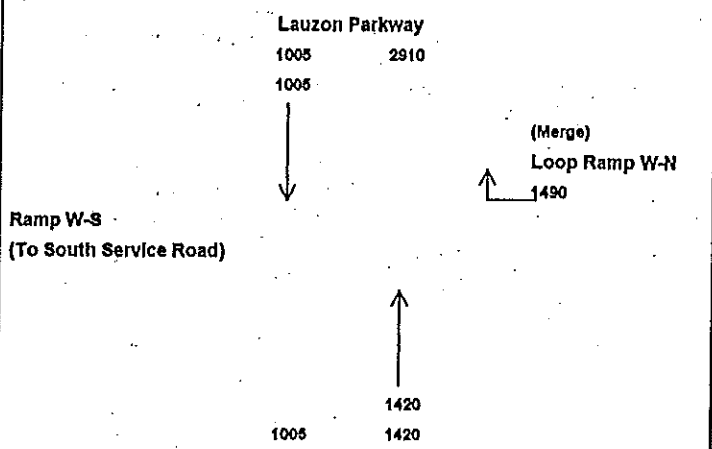 Lauzon Parkway
1005 2910
1005
(Merge)
Loop Ramp W-N
1490
Ramp W-S
(To South Service Road)
1420
1005 1420